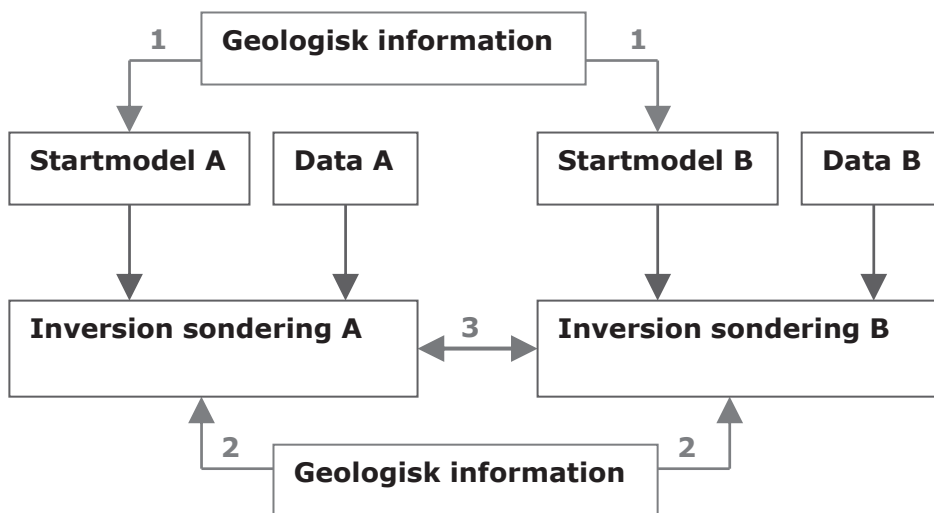 1
Geologisk information
1
Startmodel A
Data A
Startmodel B
Data B
Inversion sondering A
3
Inversion sondering B
2
Geologisk information
2